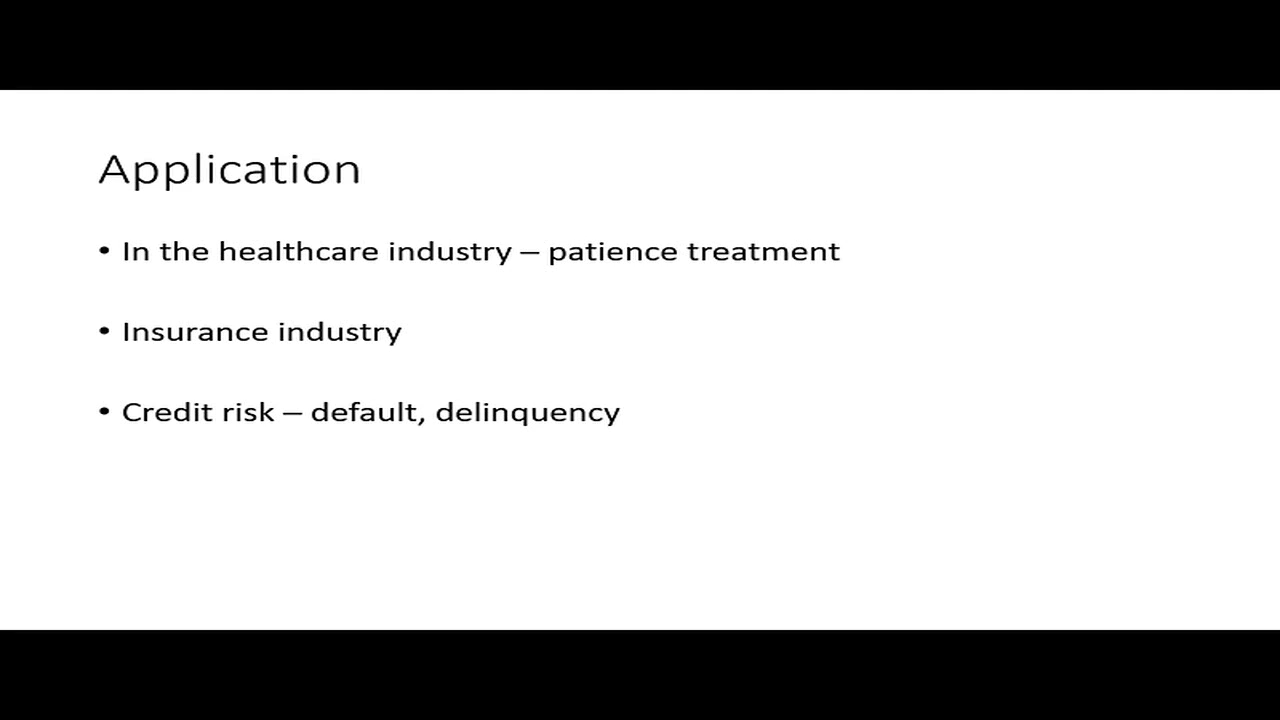 Application
• In the healthcare industry – patience treatment
• Insurance industry
• Credit risk – default, delinquency